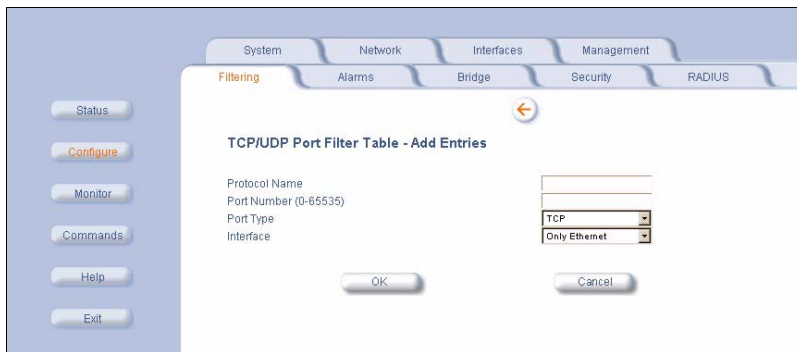 System Network Interfaces Management
Filtering Alarms Bridge Security RADIUS
Status
Configure
Monitor
Commands
Help
Exit
TCP/UDP Port Filter Table - Add Entries
Protocol Name
Port Number (0-65535)
Port Type TCP
Interface Only Ethernet
OK Cancel